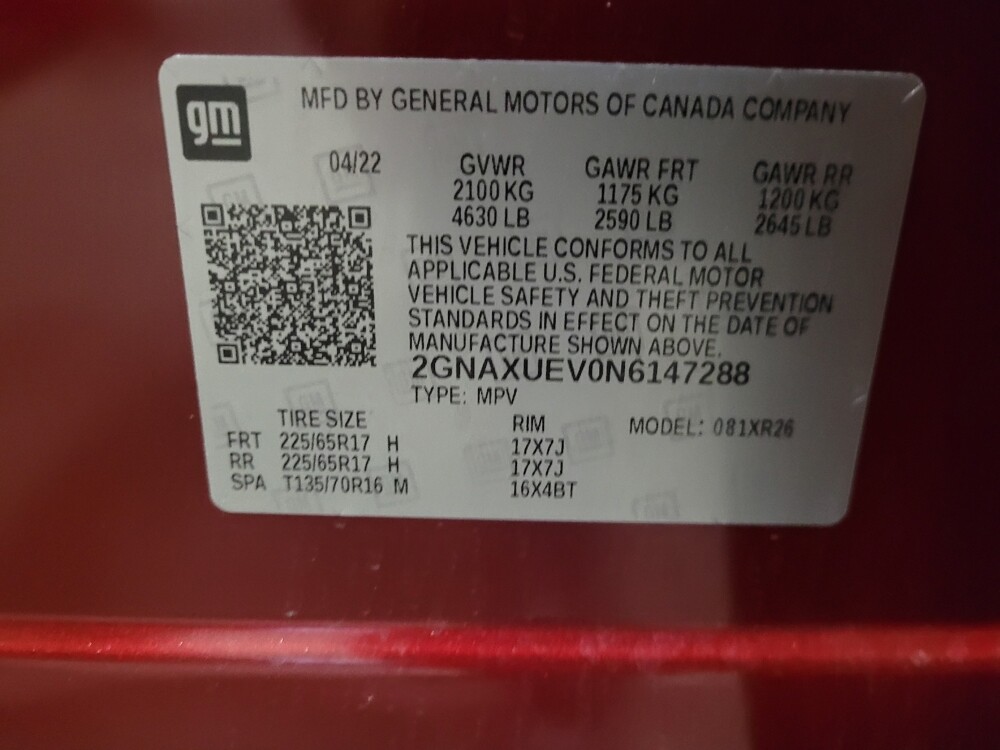 gm
MFD BY GENERAL MOTORS OF CANADA COMPANY
04/22 GVWR GAWR FRT GAWR RR
2100 KG 1175 KG 1200 KG
4630 LB 2590 LB 2645 LB
THIS VEHICLE CONFORMS TO ALL
APPLICABLE U.S. FEDERAL MOTOR
VEHICLE SAFETY AND THEFT PREVENTION
STANDARDS IN EFFECT ON THE DATE OF
MANUFACTURE SHOWN ABOVE.
2GNAXUEV0N6147288
TYPE: MPV
TIRE SIZE RIM MODEL: 081XR26
FRT 225/65R17 H 17X7J
RR 225/65R17 H 17X7J
SPA T135/70R16 M 16X4BT